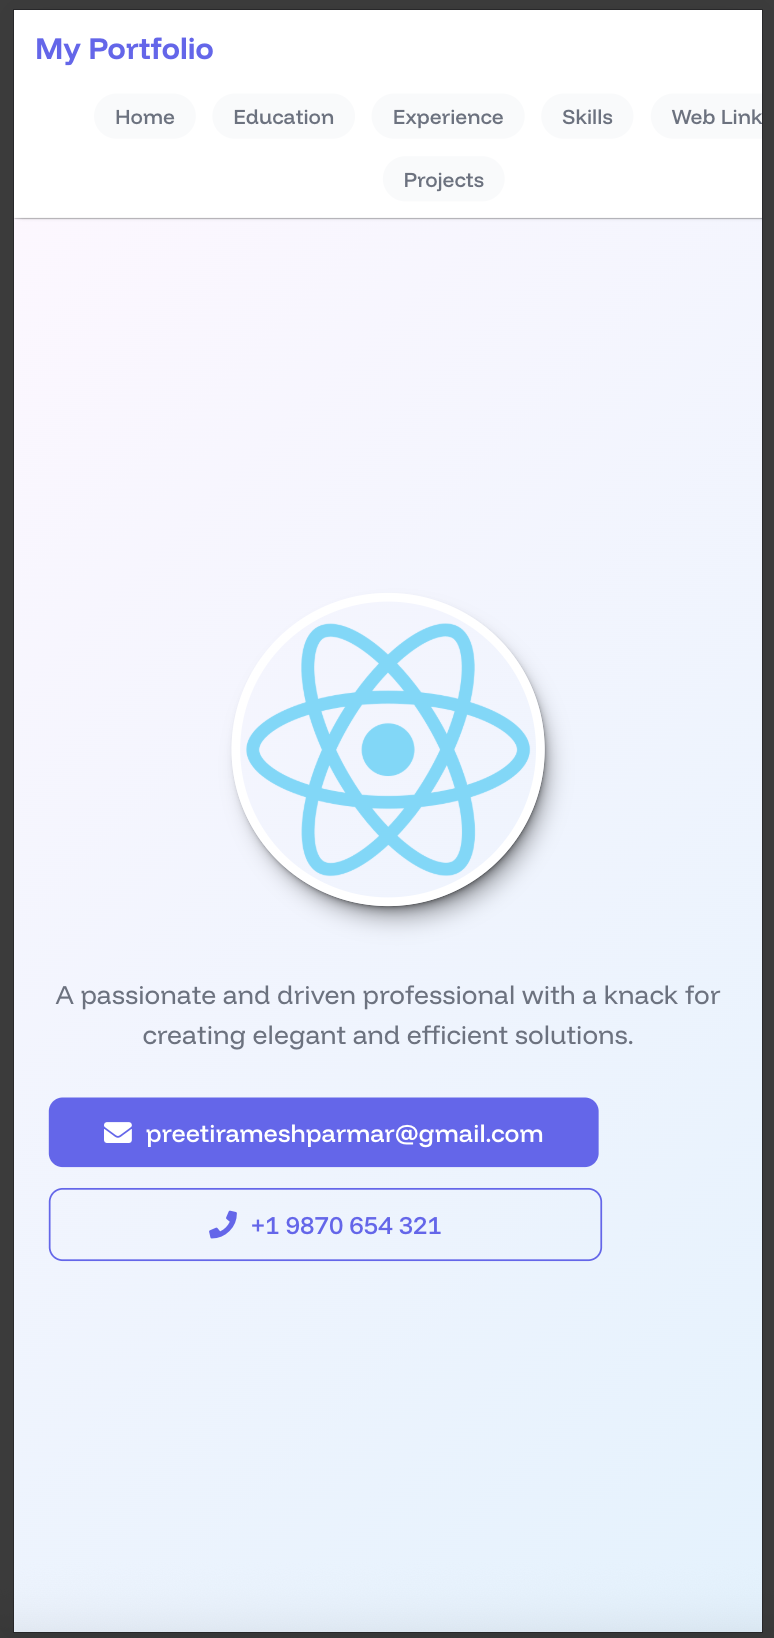 My Portfolio
Home Education Experience Skills Web Link
Projects
A passionate and driven professional with a knack for
creating elegant and efficient solutions.
preetirameshparmar@gmail.com
+1 9870 654 321